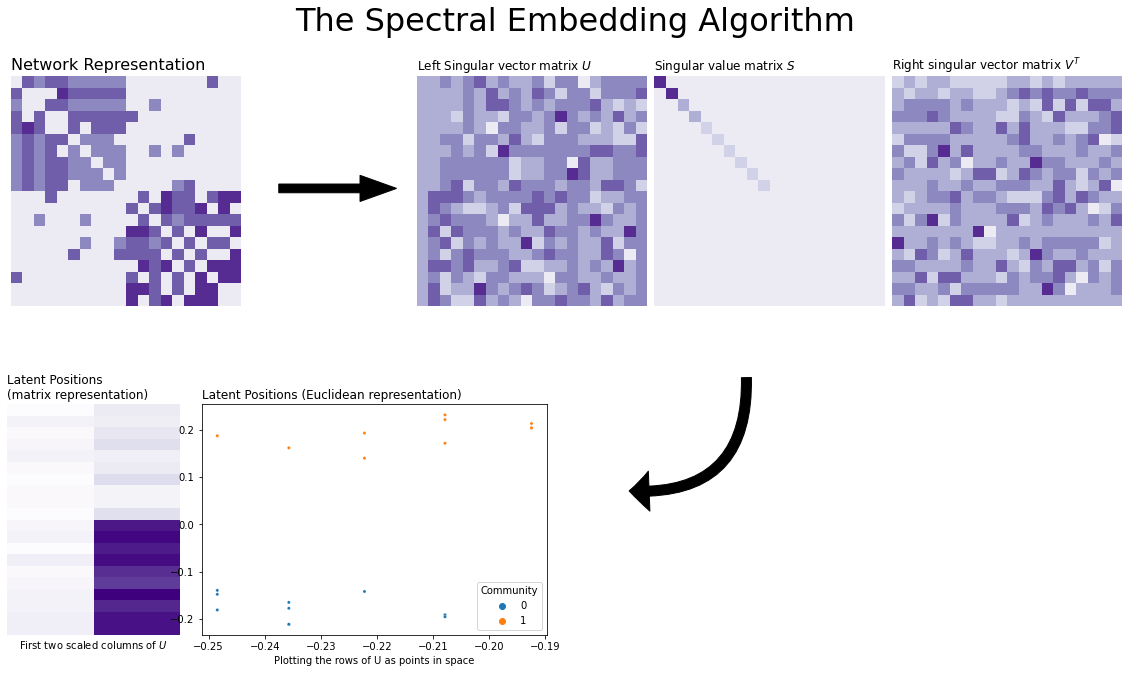 The Spectral Embedding Algorithm
Network Representation
Left Singular vector matrix U
Singular value matrix S
Right singular vector matrix V^T
Latent Positions
(matrix representation)
First two scaled columns of U
Latent Positions (Euclidean representation)
0.2
0.1
0.0
−0.1
−0.2
Community
0
1
−0.25
−0.24
−0.23
−0.22
−0.21
−0.20
−0.19
Plotting the rows of U as points in space